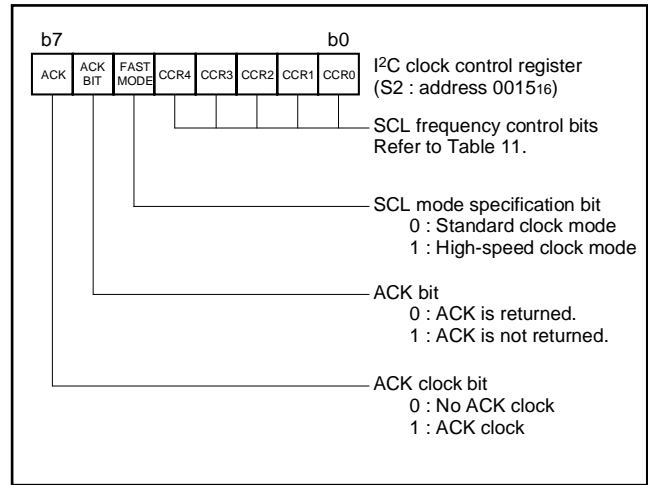 b7 b0
ACK ACK BIT FAST MODE CCR4 CCR3 CCR2 CCR1 CCR0
I²C clock control register
(S2 : address 0015₁₆)
SCL frequency control bits
Refer to Table 11.
SCL mode specification bit
0 : Standard clock mode
1 : High-speed clock mode
ACK bit
0 : ACK is returned.
1 : ACK is not returned.
ACK clock bit
0 : No ACK clock
1 : ACK clock